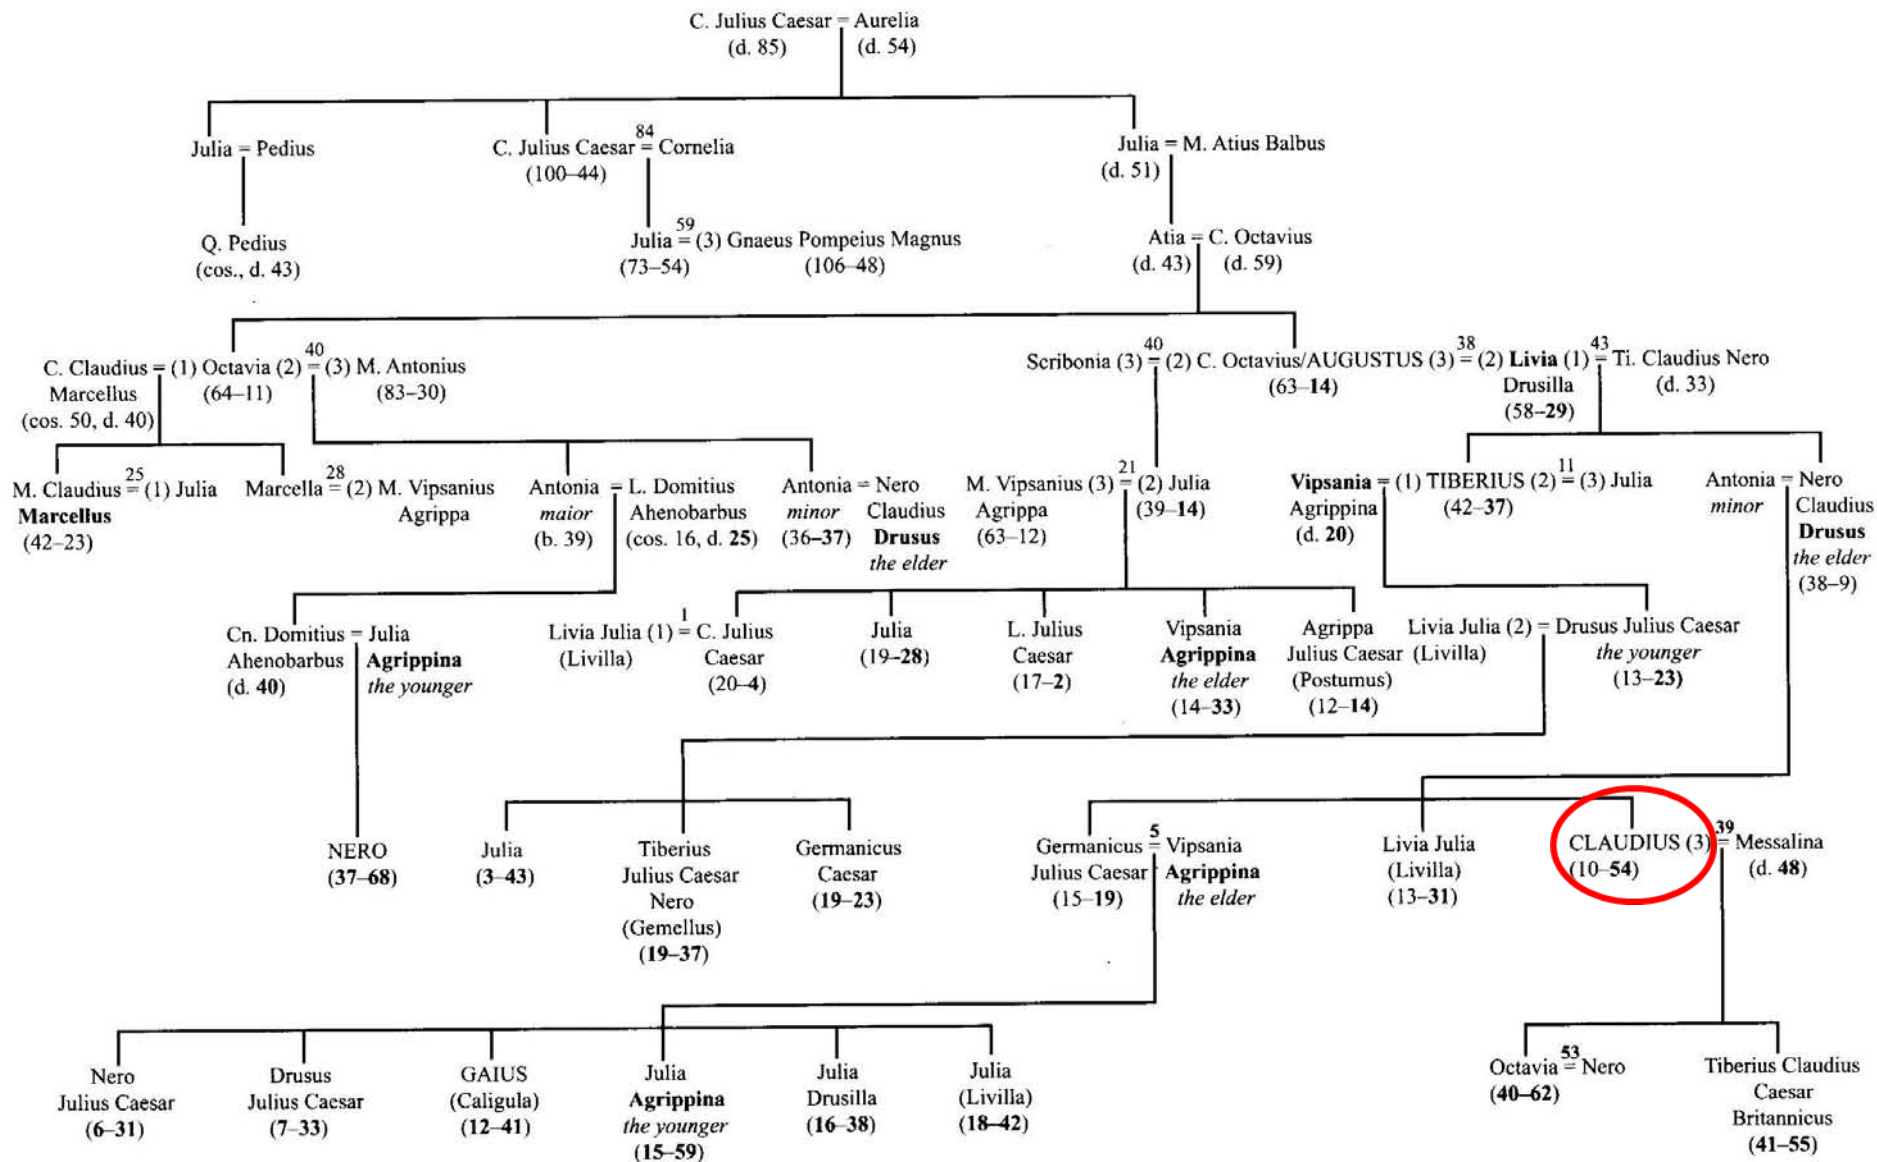 C. Julius Caesar = Aurelia
(d. 85) (d. 54)
Julia = Pedius
84
C. Julius Caesar = Cornelia
(100–44)
Julia = M. Atius Balbus
(d. 51)
Q. Pedius
(cos., d. 43)
59
Julia = (3) Gnaeus Pompeius Magnus
(73–54) (106–48)
Atia = C. Octavius
(d. 43) (d. 59)
40
C. Claudius = (1) Octavia (2) = (3) M. Antonius
Marcellus (64–11) (83–30)
(cos. 50, d. 40)
40 38 43
Scribonia (3) = (2) C. Octavius/AUGUSTUS (3) = (2) Livia (1) = Ti. Claudius Nero
(63–14) Drusilla (d. 33)
(58–29)
25
M. Claudius = (1) Julia
Marcellus
(42–23)
28
Marcella = (2) M. Vipsanius
Agrippa
Antonia = L. Domitius
maior Ahenobarbus
(b. 39) (cos. 16, d. 25)
Antonia = Nero
minor Claudius
(36–37) Drusus
the elder
21
M. Vipsanius (3) = (2) Julia
Agrippa (39–14)
(63–12)
11
Vipsania = (1) TIBERIUS (2) = (3) Julia
Agrippina (42–37)
(d. 20)
Antonia = Nero
minor Claudius
Drusus
the elder
(38–9)
Cn. Domitius = Julia
Ahenobarbus Agrippina
(d. 40) the younger
1
Livia Julia (1) = C. Julius
(Livilla) Caesar
(20–4)
Julia
(19–28)
L. Julius
Caesar
(17–2)
Vipsania
Agrippina
the elder
(14–33)
Agrippa
Julius Caesar
(Postumus)
(12–14)
Livia Julia (2) = Drusus Julius Caesar
(Livilla) the younger
(13–23)
NERO
(37–68)
Julia
(3–43)
Tiberius
Julius Caesar
Nero
(Gemellus)
(19–37)
Germanicus
Caesar
(19–23)
5
Germanicus = Vipsania
Julius Caesar Agrippina
(15–19) the elder
Livia Julia
(Livilla)
(13–31)
39
CLAUDIUS (3) = Messalina
(10–54) (d. 48)
Nero
Julius Caesar
(6–31)
Drusus
Julius Caesar
(7–33)
GAIUS
(Caligula)
(12–41)
Julia
Agrippina
the younger
(15–59)
Julia
Drusilla
(16–38)
Julia
(Livilla)
(18–42)
53
Octavia = Nero
(40–62)
Tiberius Claudius
Caesar
Britannicus
(41–55)